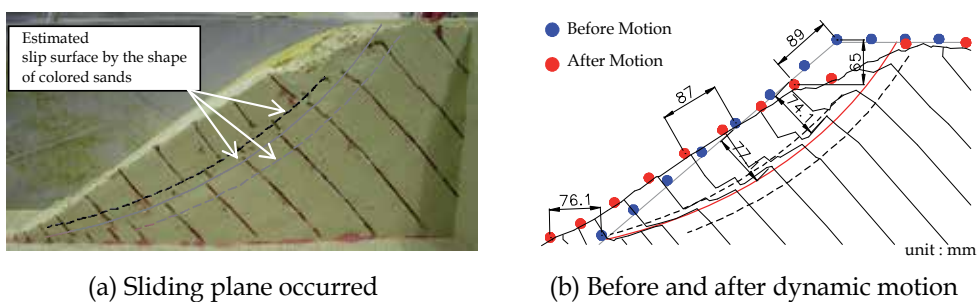 Estimated
slip surface by the shape
of colored sands
Before Motion
After Motion
89
65
87
74.
77
76.1
unit : mm
(a) Sliding plane occurred
(b) Before and after dynamic motion